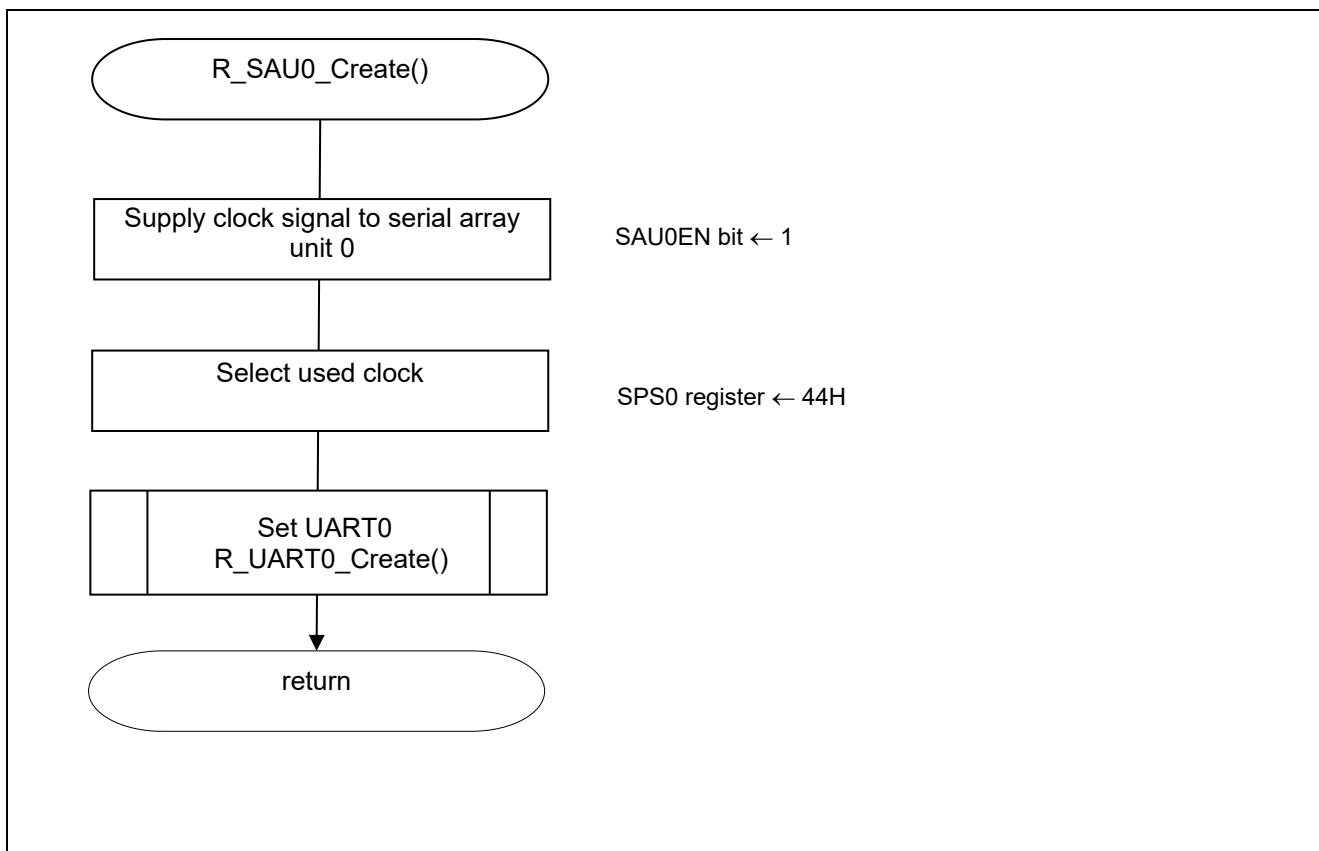 R_SAU0_Create()
Supply clock signal to serial array
unit 0
SAU0EN bit ← 1
Select used clock
SPS0 register ← 44H
Set UART0
R_UART0_Create()
return